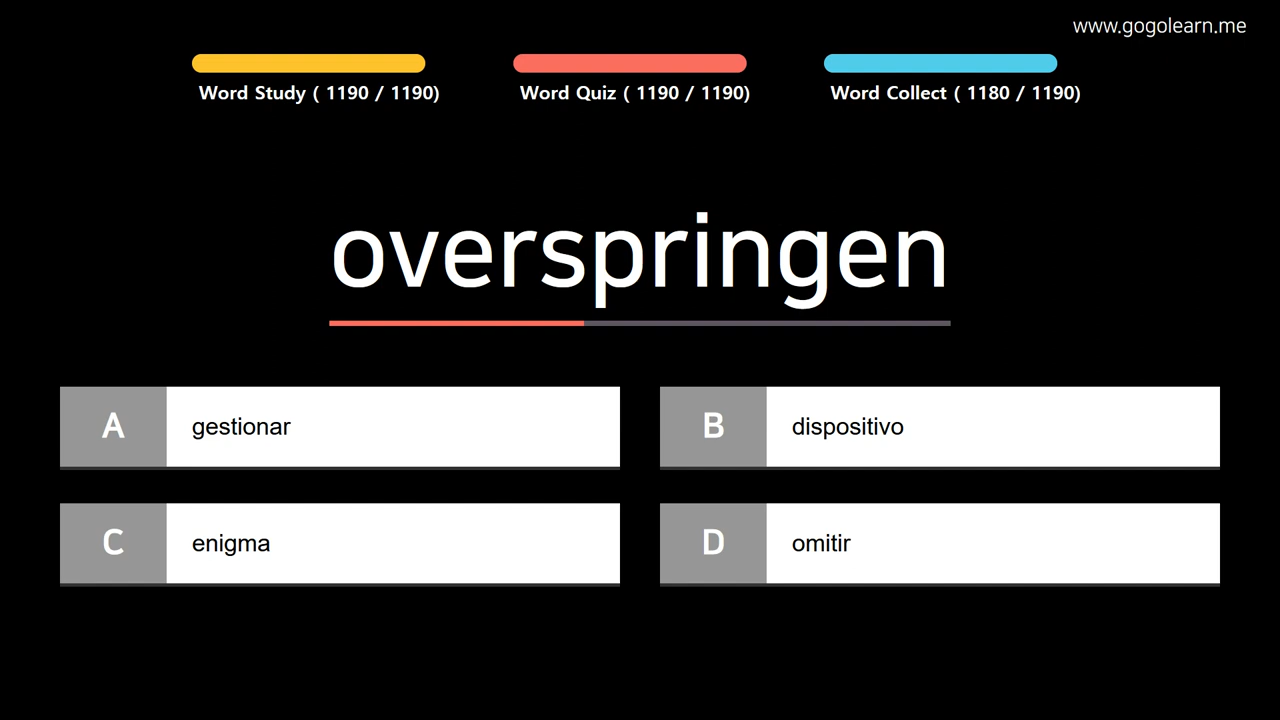 www.gogolearn.me
Word Study ( 1190 / 1190)
Word Quiz ( 1190 / 1190)
Word Collect ( 1180 / 1190)
overspringen
A gestionar
B dispositivo
C enigma
D omitir